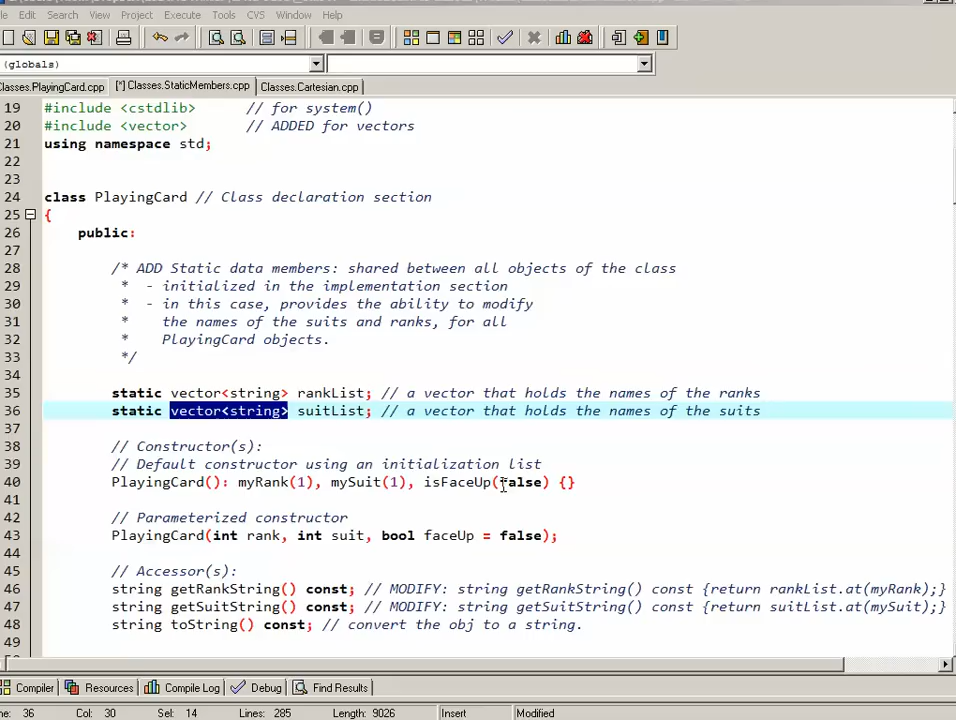 Edit Search View Project Execute Tools CVS Window Help
(globals)
Classes.PlayingCard.cpp [*] Classes.StaticMembers.cpp Classes.Cartesian.cpp
19 #include <cstdlib> // for system()
20 #include <vector> // ADDED for vectors
21 using namespace std;
22
23
24 class PlayingCard // Class declaration section
25 {
26 public:
27
28 /* ADD Static data members: shared between all objects of the class
29 * - initialized in the implementation section
30 * - in this case, provides the ability to modify
31 * the names of the suits and ranks, for all
32 * PlayingCard objects.
33 */
34
35 static vector<string> rankList; // a vector that holds the names of the ranks
36 static vector<string> suitList; // a vector that holds the names of the suits
37
38 // Constructor(s):
39 // Default constructor using an initialization list
40 PlayingCard(): myRank(1), mySuit(1), isFaceUp(false) {}
41
42 // Parameterized constructor
43 PlayingCard(int rank, int suit, bool faceUp = false);
44
45 // Accessor(s):
46 string getRankString() const; // MODIFY: string getRankString() const {return rankList.at(myRank);}
47 string getSuitString() const; // MODIFY: string getSuitString() const {return suitList.at(mySuit);}
48 string toString() const; // convert the obj to a string.
49
Compiler Resources Compile Log Debug Find Results
ne: 36 Col: 30 Sel: 14 Lines: 285 Length: 9026 Insert Modified